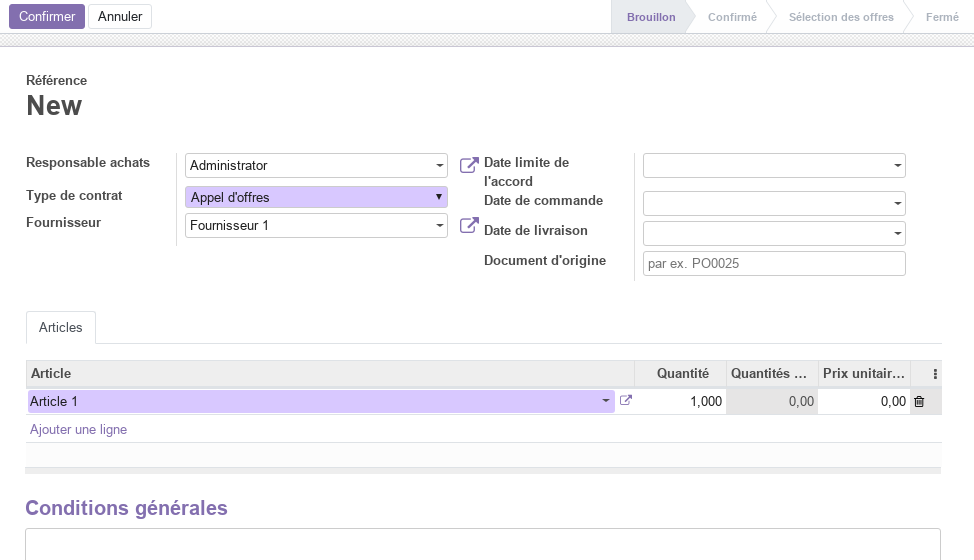 Confirmer Annuler Brouillon Confirmé Sélection des offres Fermé
Référence
New
Responsable achats Administrator
Type de contrat Appel d'offres
Fournisseur Fournisseur 1
Date limite de
l'accord
Date de commande
Date de livraison
Document d'origine par ex. PO0025
Articles
Article Quantité Quantités ... Prix unitair...
Article 1 1,000 0,00 0,00
Ajouter une ligne
Conditions générales